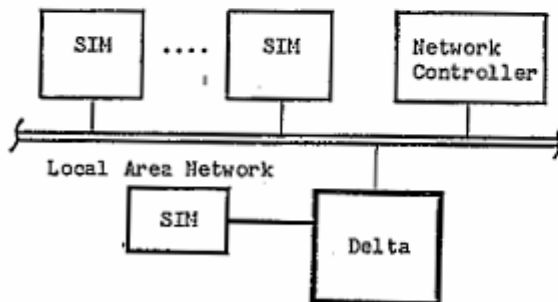 SIM .... SIM
Network
Controller
Local Area Network
SIM
Delta